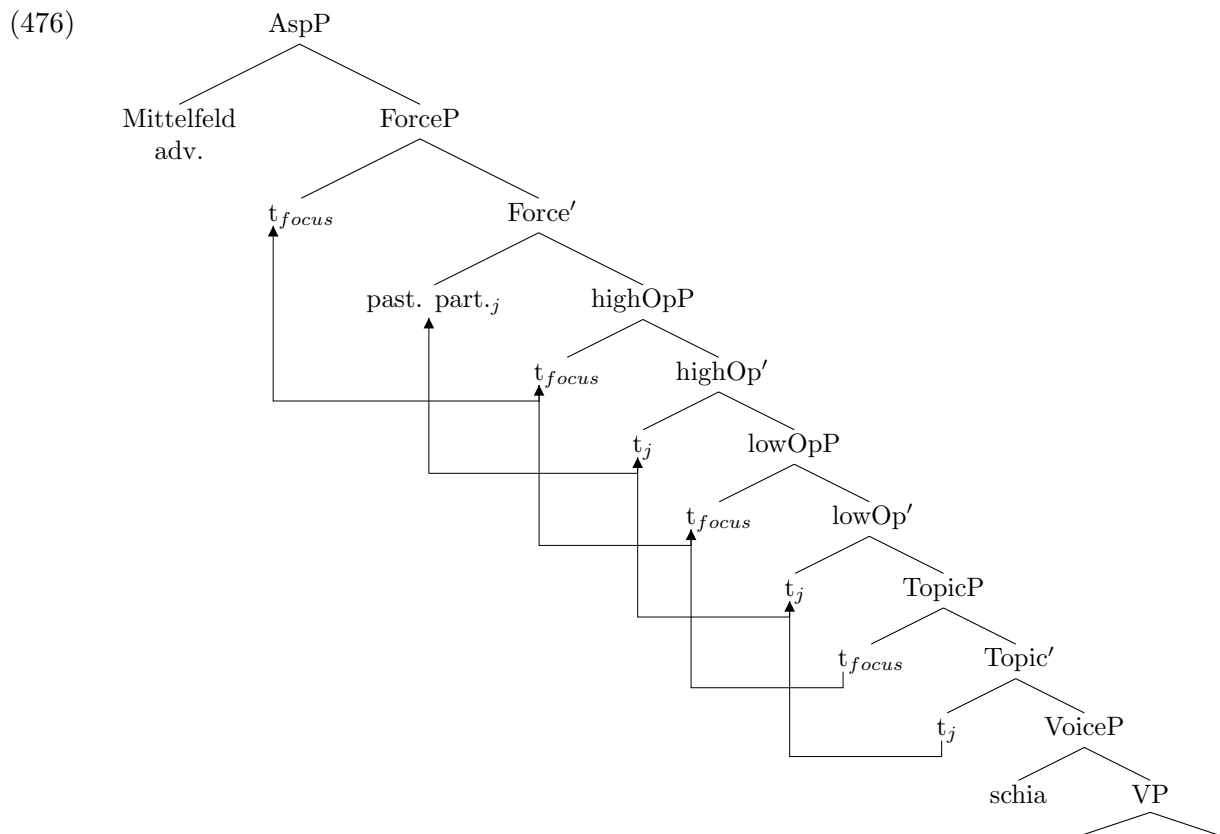 (476)
AspP
Mittelfeld
adv.
ForceP
t_focus
Force′
past. part._j
highOpP
t_focus
highOp′
t_j
lowOpP
t_focus
lowOp′
t_j
TopicP
t_focus
Topic′
t_j
VoiceP
schia
VP